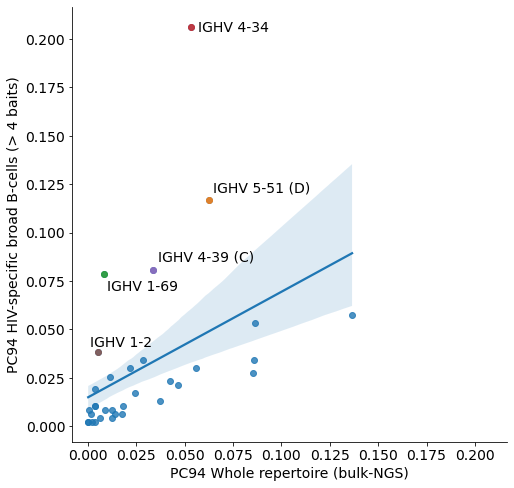 IGHV 4-34
IGHV 5-51 (D)
IGHV 4-39 (C)
IGHV 1-69
IGHV 1-2
0.200
0.175
0.150
0.125
0.100
0.075
0.050
0.025
0.000
PC94 HIV-specific broad B-cells (> 4 baits)
0.000 0.025 0.050 0.075 0.100 0.125 0.150 0.175 0.200
PC94 Whole repertoire (bulk-NGS)